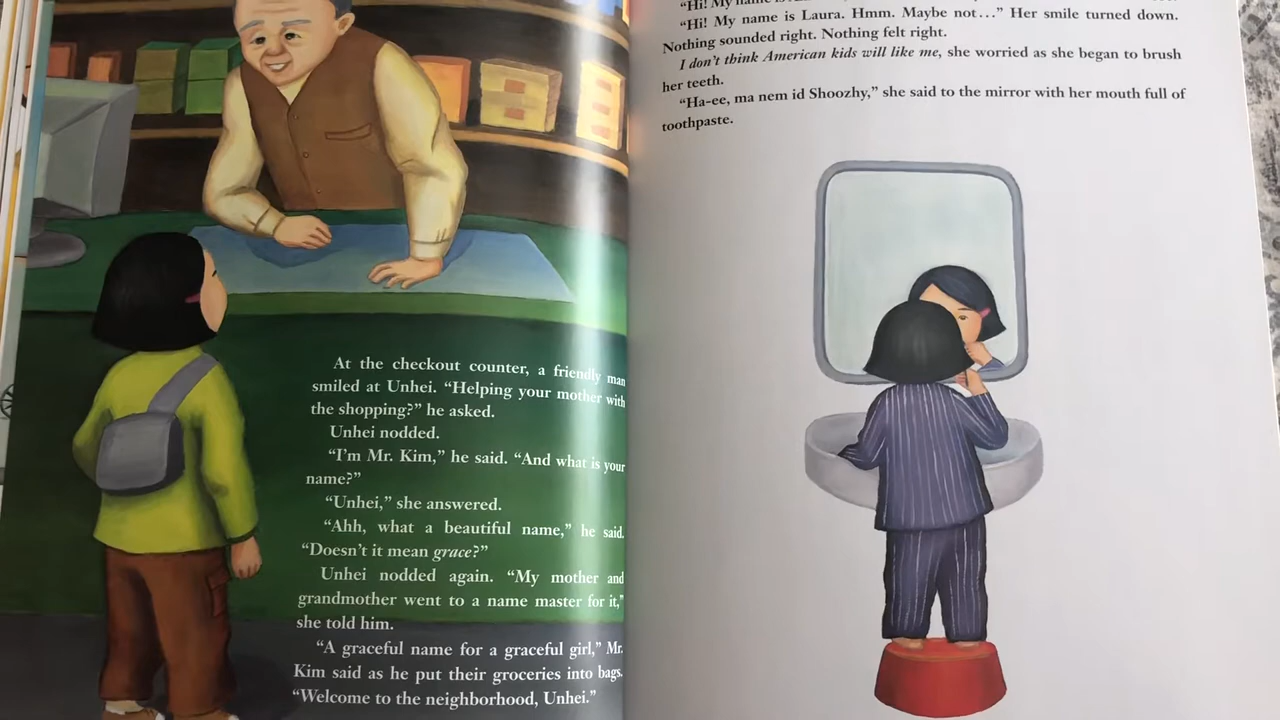 At the checkout counter, a friendly man
smiled at Unhei. “Helping your mother with
the shopping?” he asked.
Unhei nodded.
“I’m Mr. Kim,” he said. “And what is your
name?”
“Unhei,” she answered.
“Ahh, what a beautiful name,” he said.
“Doesn’t it mean grace?”
Unhei nodded again. “My mother and
grandmother went to a name master for it,”
she told him.
“A graceful name for a graceful girl,” Mr.
Kim said as he put their groceries into bags.
“Welcome to the neighborhood, Unhei.”
“Hi! My name is
“Hi! My name is Laura. Hmm. Maybe not…” Her smile turned down.
Nothing sounded right. Nothing felt right.
I don’t think American kids will like me, she worried as she began to brush
her teeth.
“Ha-ee, ma nem id Shoozhy,” she said to the mirror with her mouth full of
toothpaste.